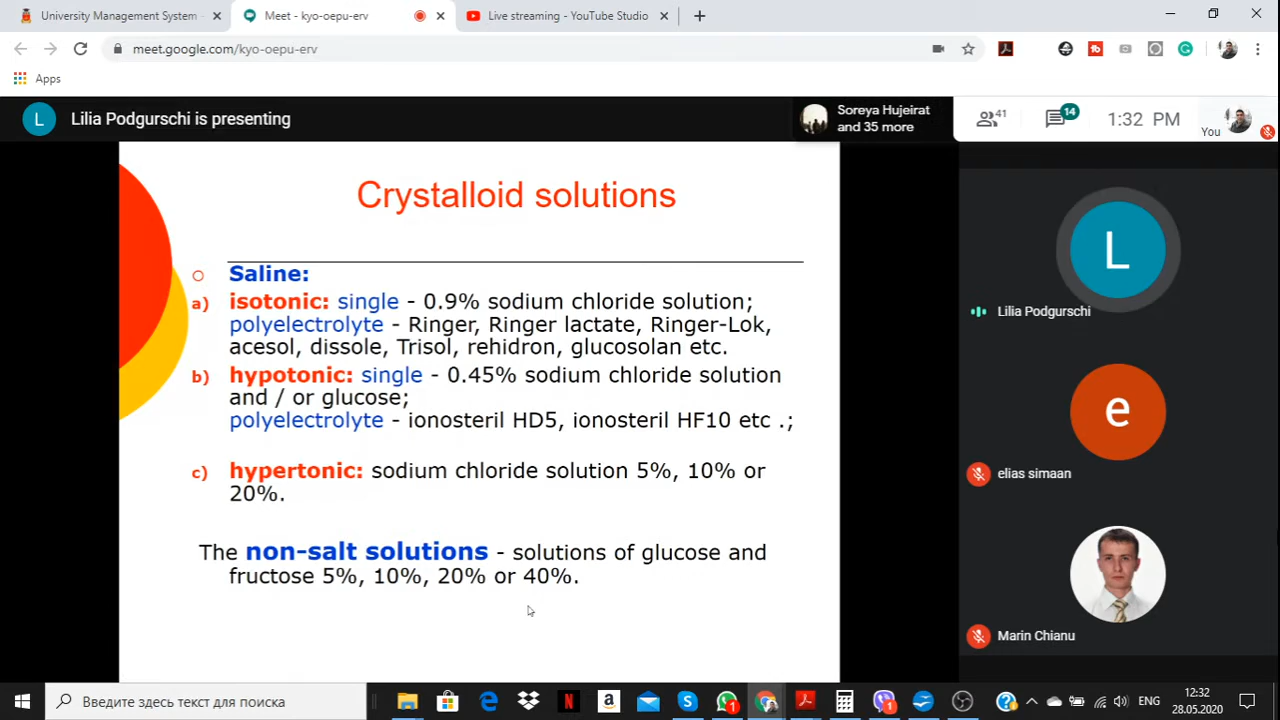 University Management System -
Meet - kyo-oepu-erv
Live streaming - YouTube Studio
meet.google.com/kyo-oepu-erv
Apps
L
Lilia Podgurschi is presenting
Soreya Hujeirat
and 35 more
41
14
1:32 PM
You
Crystalloid solutions
Saline:
a) isotonic: single - 0.9% sodium chloride solution;
polyelectrolyte - Ringer, Ringer lactate, Ringer-Lok,
acesol, dissole, Trisol, rehidron, glucosolan etc.
b) hypotonic: single - 0.45% sodium chloride solution
and / or glucose;
polyelectrolyte - ionosteril HD5, ionosteril HF10 etc .;
c) hypertonic: sodium chloride solution 5%, 10% or
20%.
The non-salt solutions - solutions of glucose and
fructose 5%, 10%, 20% or 40%.
L
Lilia Podgurschi
e
elias simaan
Marin Chianu
Введите здесь текст для поиска
ENG
12:32
28.05.2020